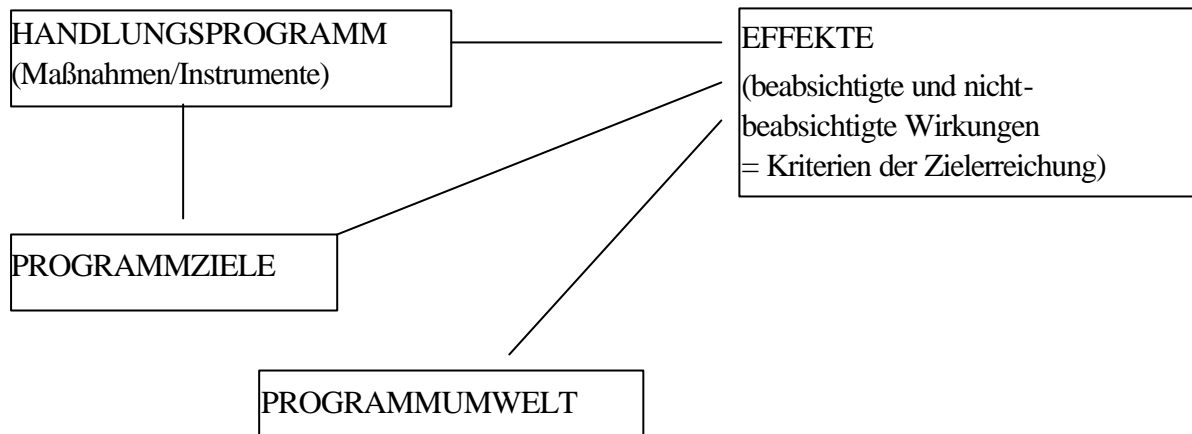 HANDLUNGSPROGRAMM
(Maßnahmen/Instrumente)
EFFEKTE
(beabsichtigte und nicht-
beabsichtigte Wirkungen
= Kriterien der Zielerreichung)
PROGRAMMZIELE
PROGRAMMUMWELT